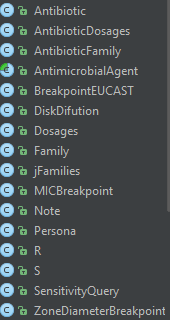 Antibiotic
AntibioticDosages
AntibioticFamily
AntimicrobialAgent
BreakpointEUCAST
DiskDifution
Dosages
Family
jFamilies
MICBreakpoint
Note
Persona
R
S
SensitivityQuery
ZoneDiameterBreakpoint